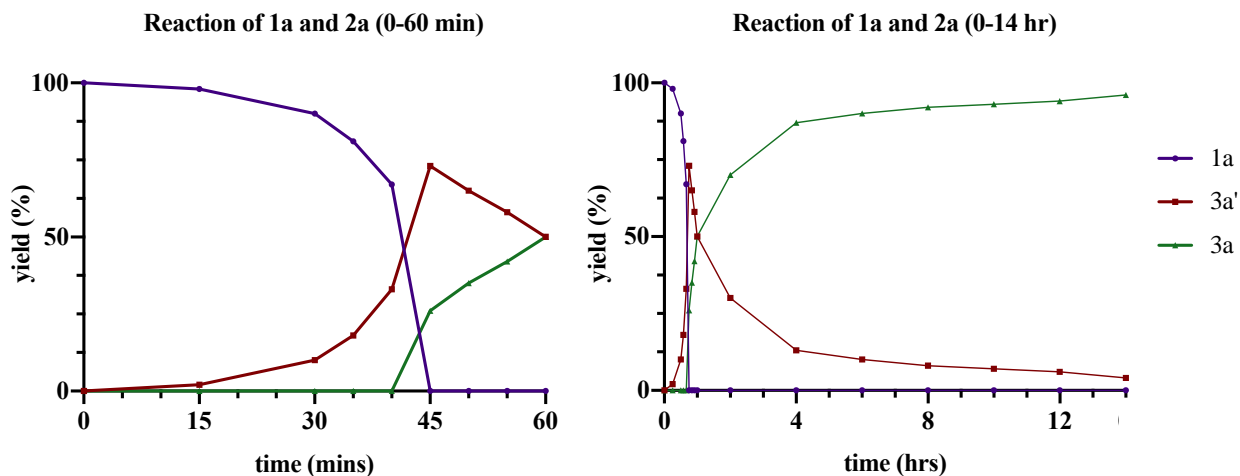 Reaction of 1a and 2a (0-60 min)
100
50
0
yield (%)
0 15 30 45 60
time (mins)
Reaction of 1a and 2a (0-14 hr)
100
50
0
yield (%)
0 4 8 12
time (hrs)
1a
3a'
3a